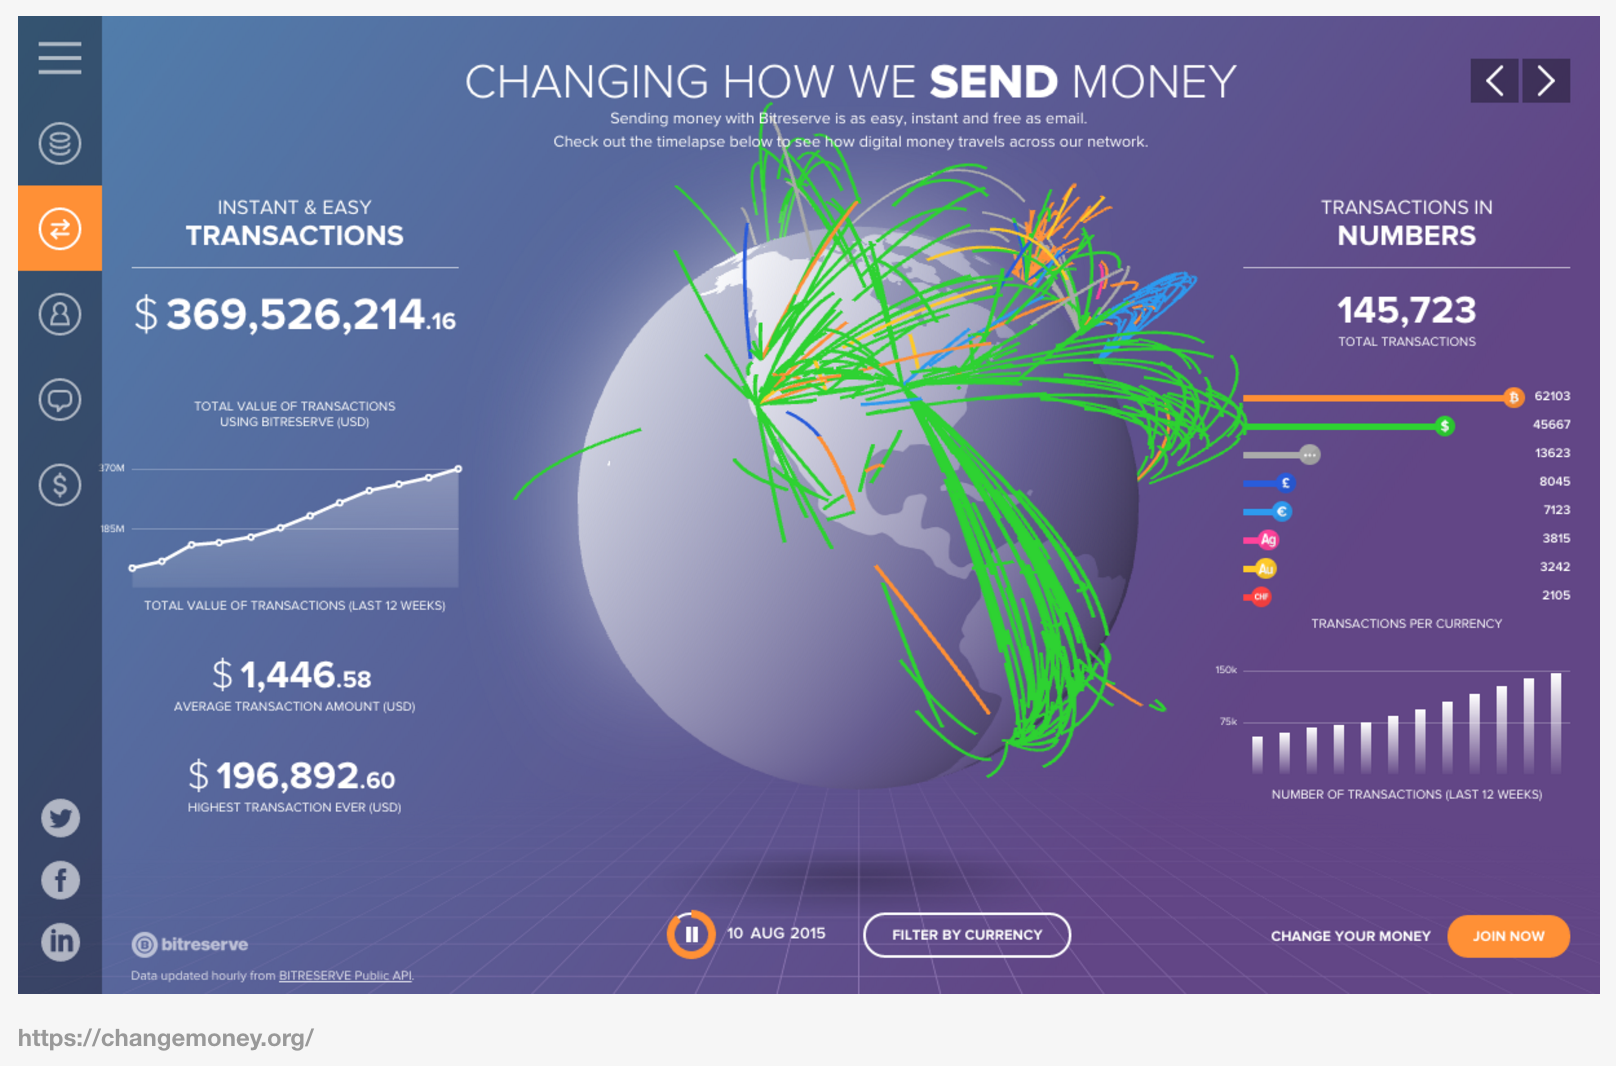 CHANGING HOW WE SEND MONEY
Sending money with Bitreserve is as easy, instant and free as email.
Check out the timelapse below to see how digital money travels across our network.
INSTANT & EASY
TRANSACTIONS
$ 369,526,214.16
TOTAL VALUE OF TRANSACTIONS
USING BITRESERVE (USD)
370M
185M
TOTAL VALUE OF TRANSACTIONS (LAST 12 WEEKS)
$ 1,446.58
AVERAGE TRANSACTION AMOUNT (USD)
$ 196,892.60
HIGHEST TRANSACTION EVER (USD)
TRANSACTIONS IN
NUMBERS
145,723
TOTAL TRANSACTIONS
62103
$ 45667
13623
£ 8045
€ 7123
Ag 3815
Au 3242
CHF 2105
TRANSACTIONS PER CURRENCY
150k
75k
NUMBER OF TRANSACTIONS (LAST 12 WEEKS)
bitreserve
Data updated hourly from BITRESERVE Public API.
10 AUG 2015
FILTER BY CURRENCY
CHANGE YOUR MONEY
JOIN NOW
https://changemoney.org/